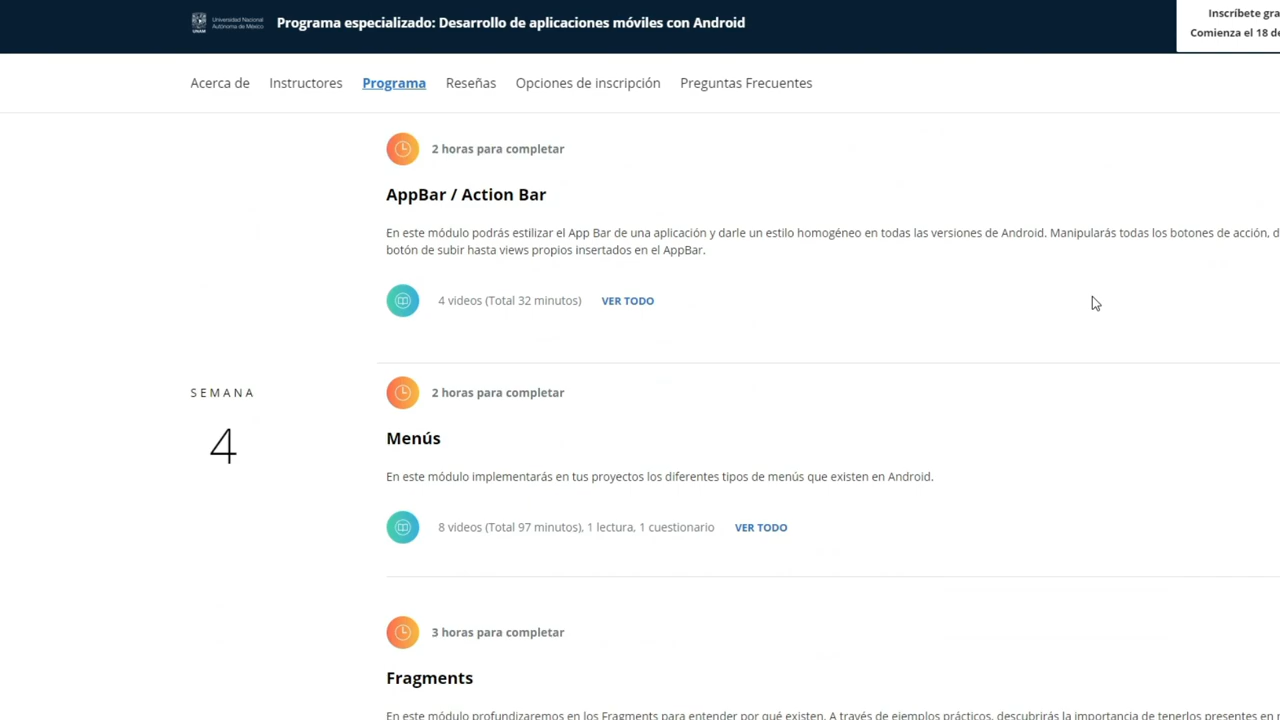 Universidad Nacional
Autónoma de México
UNAM
Programa especializado: Desarrollo de aplicaciones móviles con Android
Inscríbete gra
Comienza el 18 de
Acerca de Instructores Programa Reseñas Opciones de inscripción Preguntas Frecuentes
2 horas para completar
AppBar / Action Bar
En este módulo podrás estilizar el App Bar de una aplicación y darle un estilo homogéneo en todas las versiones de Android. Manipularás todas los botones de acción, d
botón de subir hasta views propios insertados en el AppBar.
4 videos (Total 32 minutos) VER TODO
SEMANA
4
2 horas para completar
Menús
En este módulo implementarás en tus proyectos los diferentes tipos de menús que existen en Android.
8 videos (Total 97 minutos), 1 lectura, 1 cuestionario VER TODO
3 horas para completar
Fragments
En este módulo profundizaremos en los Fragments para entender por qué existen. A través de ejemplos prácticos, descubrirás la importancia de tenerlos presentes en